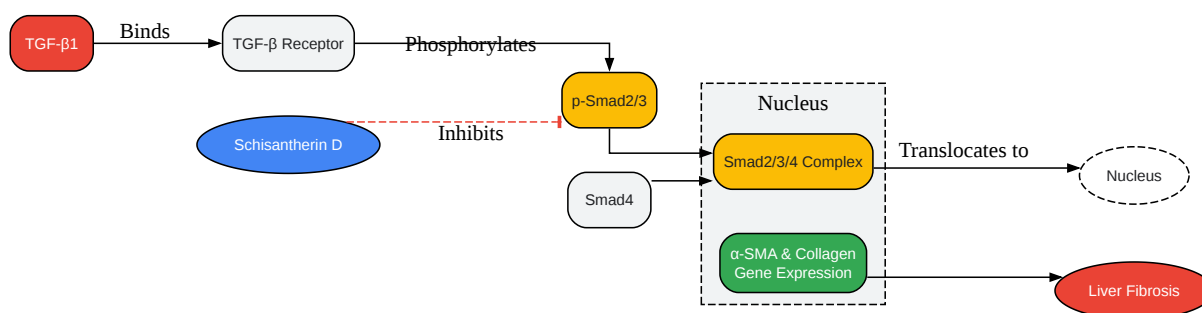 TGF-β1
Binds
TGF-β Receptor
Phosphorylates
p-Smad2/3
Schisantherin D
Inhibits
Smad4
Nucleus
Smad2/3/4 Complex
Translocates to
Nucleus
α-SMA & Collagen
Gene Expression
Liver Fibrosis